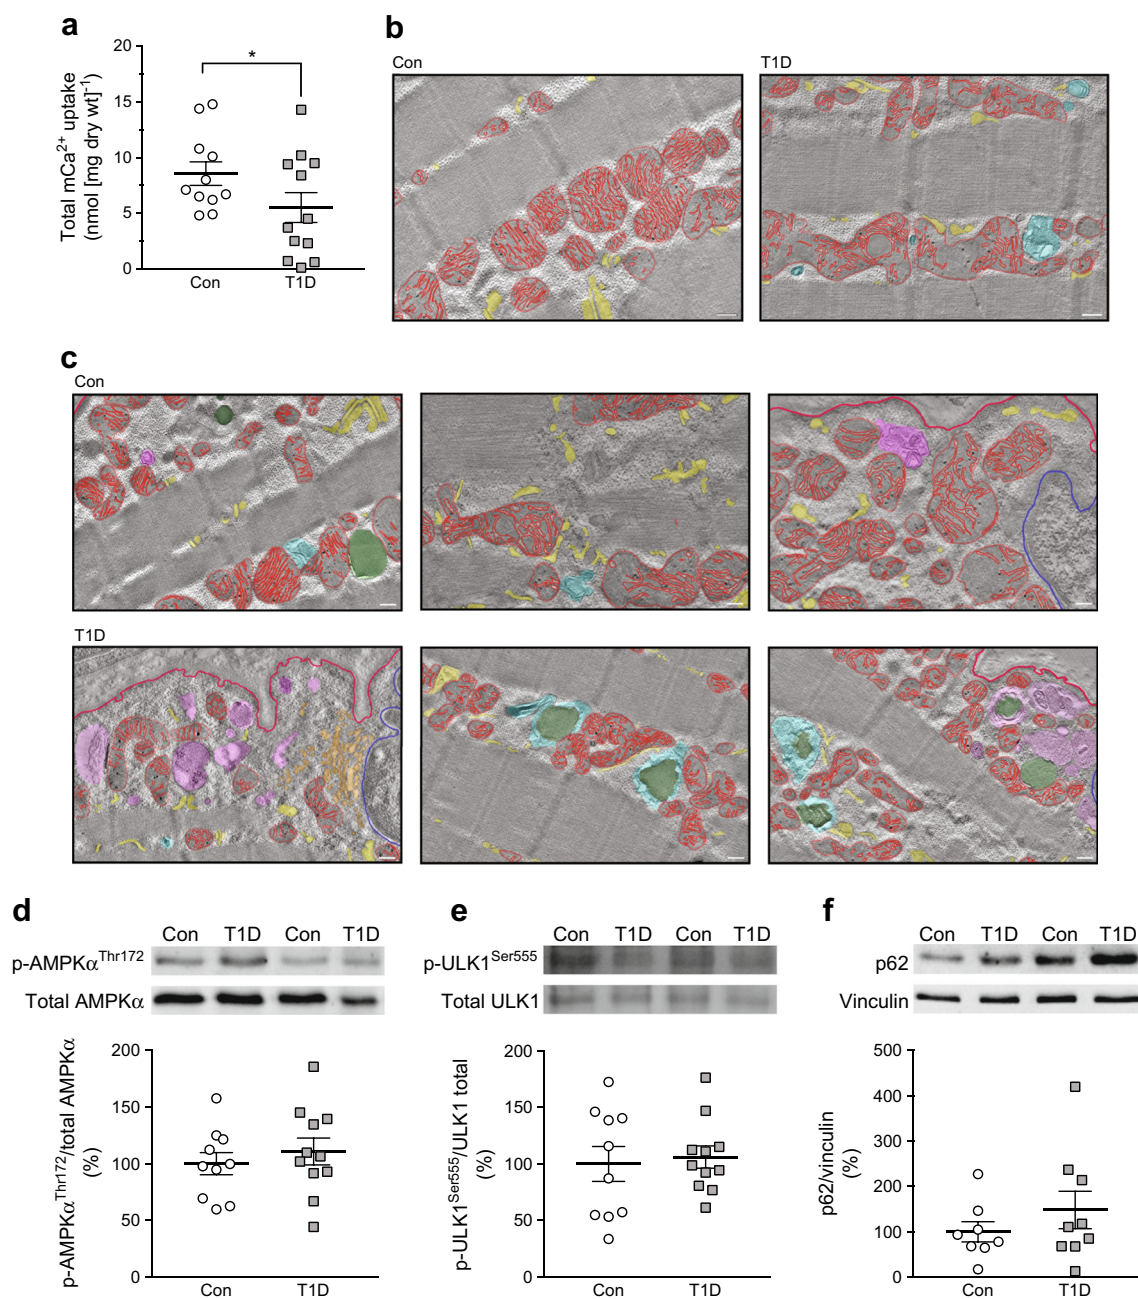 a
20
15
10
5
0
Total mCa²⁺ uptake
(nmol [mg dry wt]⁻¹)
*
Con
T1D
b
Con
T1D
c
Con
T1D
d
Con T1D Con T1D
p-AMPKα^Thr172
Total AMPKα
p-AMPKα^Thr172/total AMPKα
(%)
200
150
100
50
0
Con
T1D
e
Con T1D Con T1D
p-ULK1^Ser555
Total ULK1
p-ULK1^Ser555/ULK1 total
(%)
200
150
100
50
0
Con
T1D
f
Con T1D Con T1D
p62
Vinculin
p62/vinculin
(%)
500
400
300
200
100
0
Con
T1D